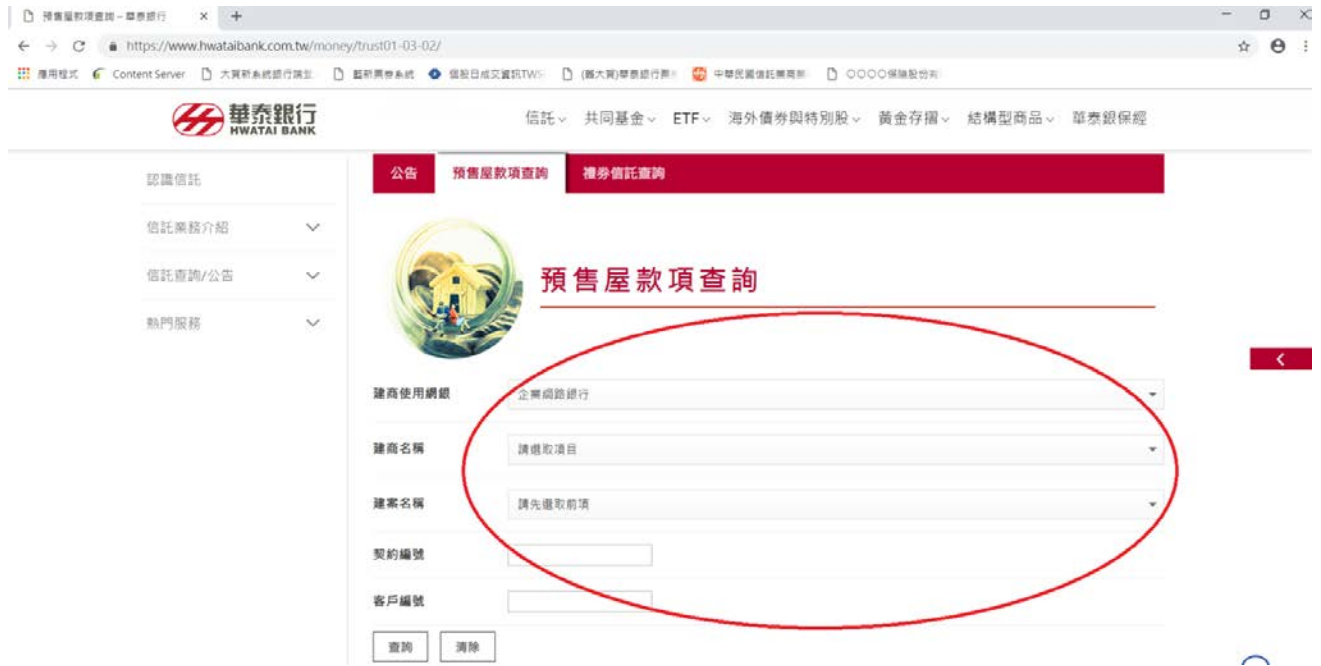 預售屋款項查詢 – 華泰銀行
https://www.hwataibank.com.tw/money/trust01-03-02/
應用程式
Content Server
華泰銀行
HWATAI BANK
信託 共同基金 ETF 海外債券與特別股 黃金存摺 結構型商品 華泰銀保經
公告 預售屋款項查詢 禮券信託查詢
認識信託
信託業務介紹
信託查詢/公告
熱門服務
預售屋款項查詢
建商使用網銀 企業網路銀行
建商名稱 請選取項目
建案名稱 請先選取前項
契約編號
客戶編號
查詢 清除